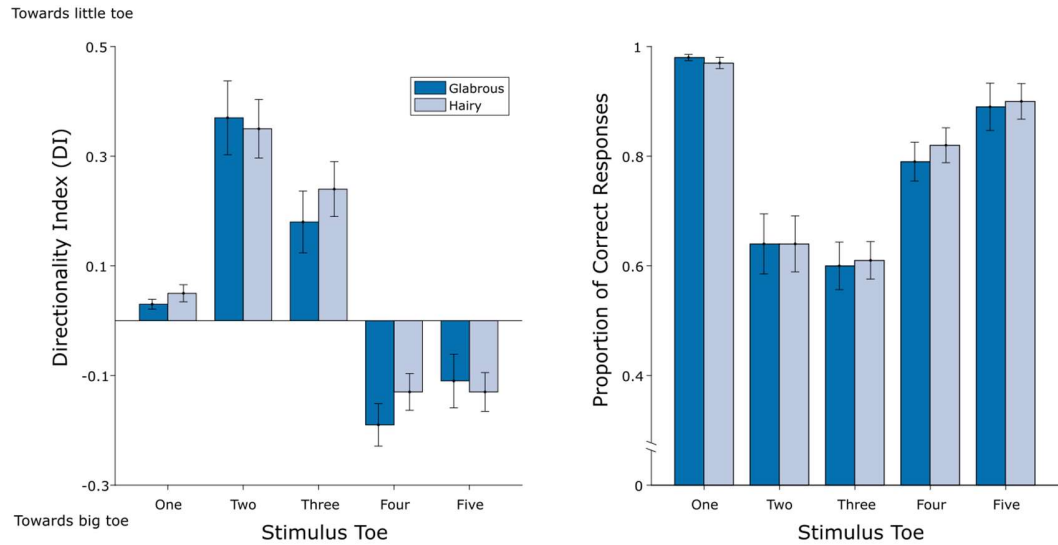 Towards little toe
0.5
0.3
0.1
-0.1
-0.3
Directionality Index (DI)
Glabrous
Hairy
One Two Three Four Five
Stimulus Toe
Towards big toe
1
0.8
0.6
0.4
0
Proportion of Correct Responses
One Two Three Four Five
Stimulus Toe